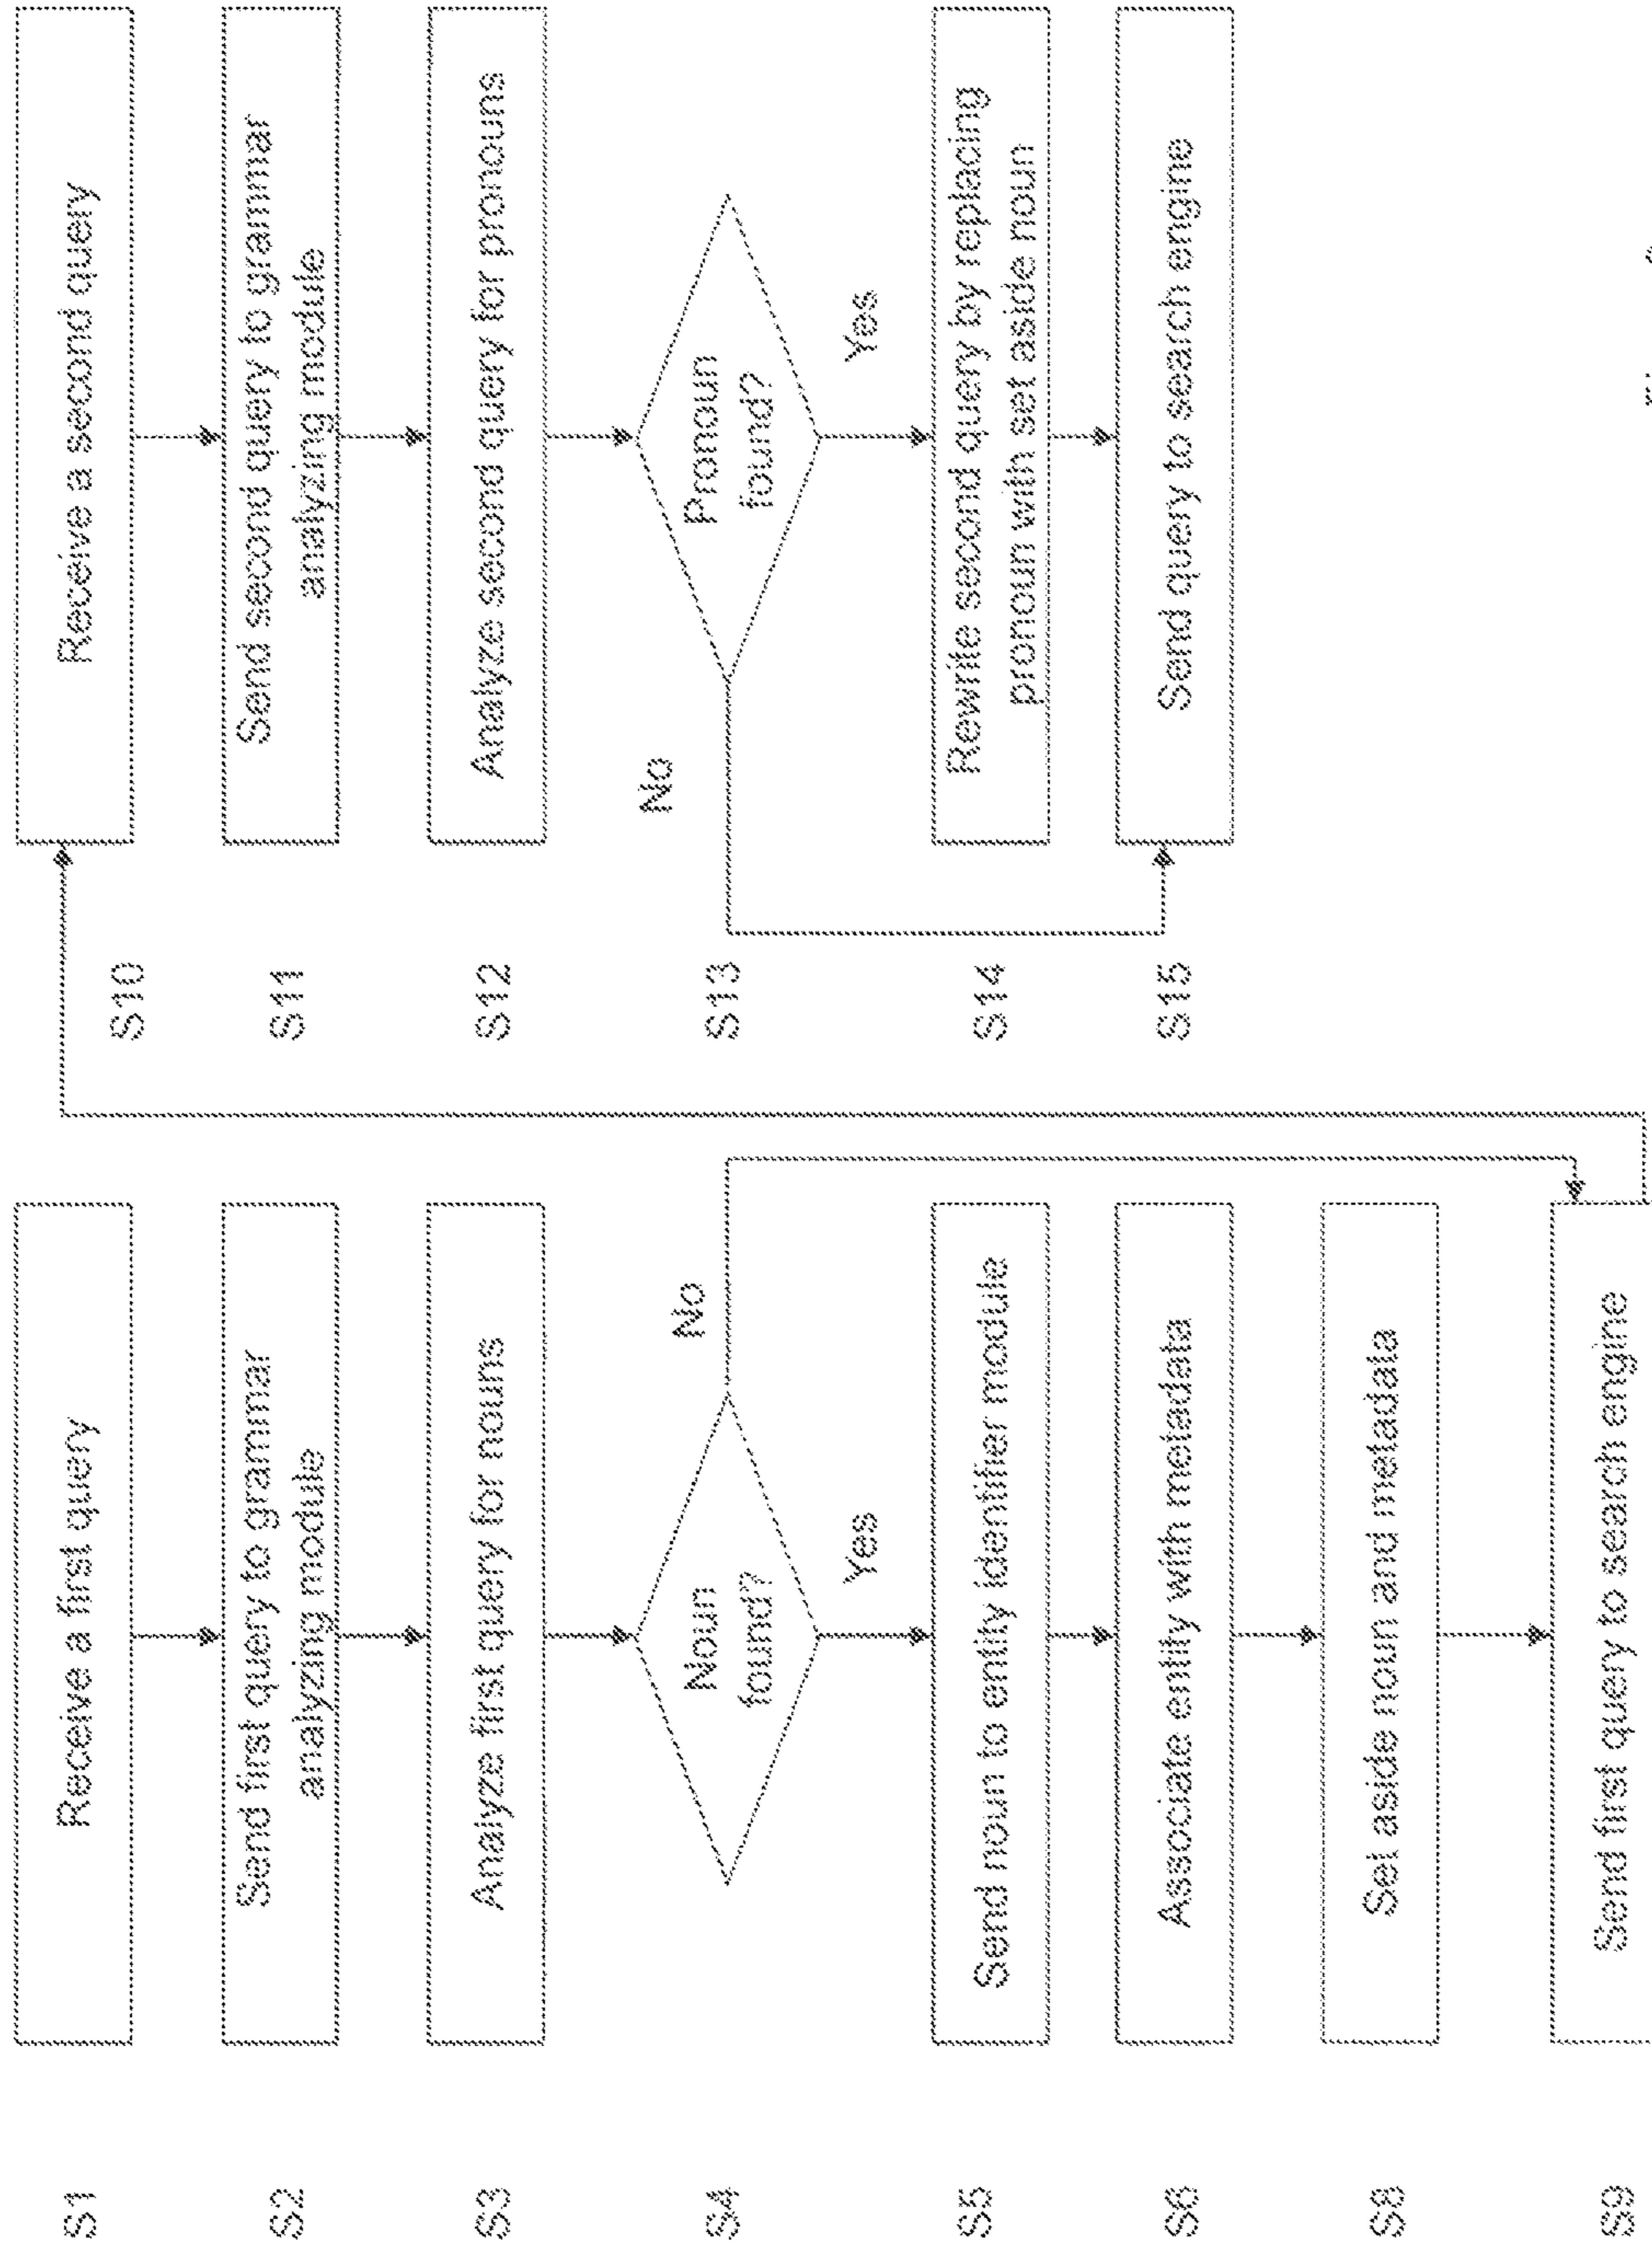 S1
Receive a first query
S2
Send first query to grammar
analyzing module
S3
Analyze first query for nouns
S4
Noun
found?
No
Yes
S5
Send noun to entity identifier module
S6
Associate entity with metadata
S8
Set aside noun and metadata
S9
Send first query to search engine
S10
Receive a second query
S11
Send second query to grammar
analyzing module
S12
Analyze second query for pronouns
S13
Pronoun
found?
No
Yes
S14
Rewrite second query by replacing
pronoun with set aside noun
S15
Send query to search engine